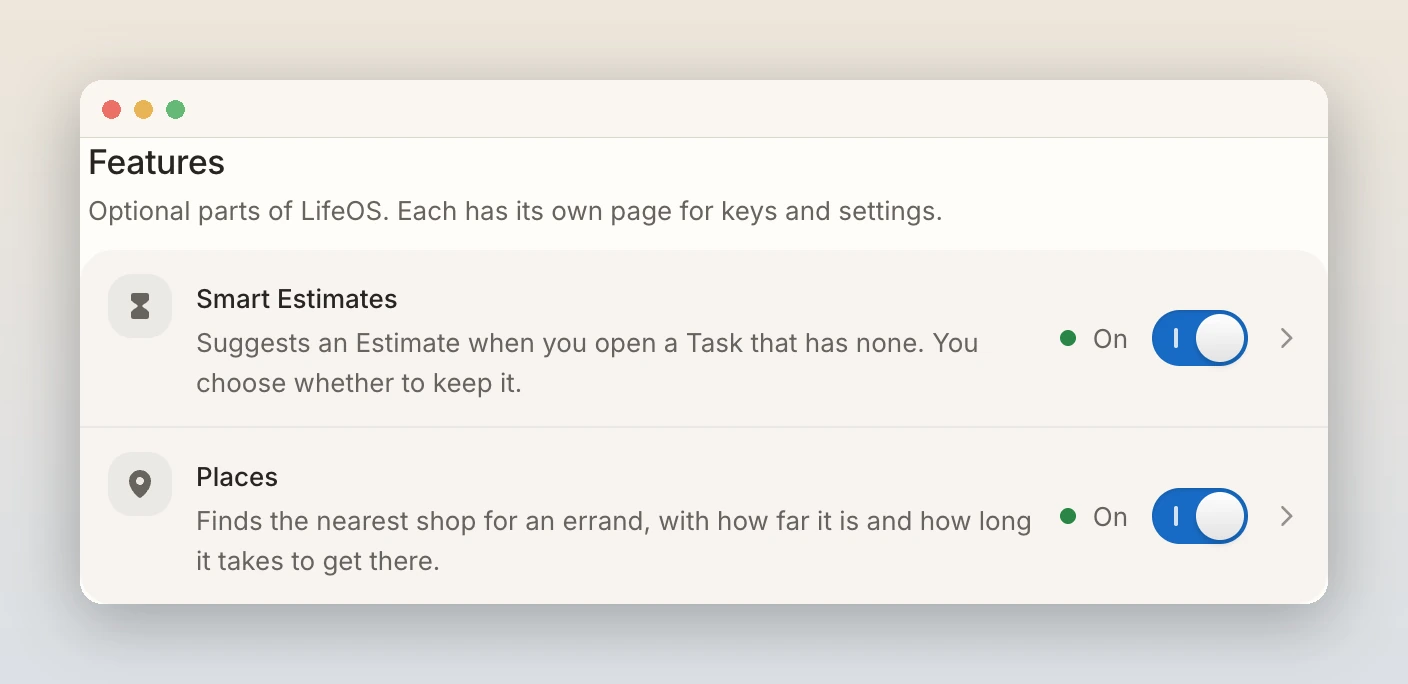 Features
Optional parts of LifeOS. Each has its own page for keys and settings.
Smart Estimates
Suggests an Estimate when you open a Task that has none. You
choose whether to keep it.
On
Places
Finds the nearest shop for an errand, with how far it is and how long
it takes to get there.
On